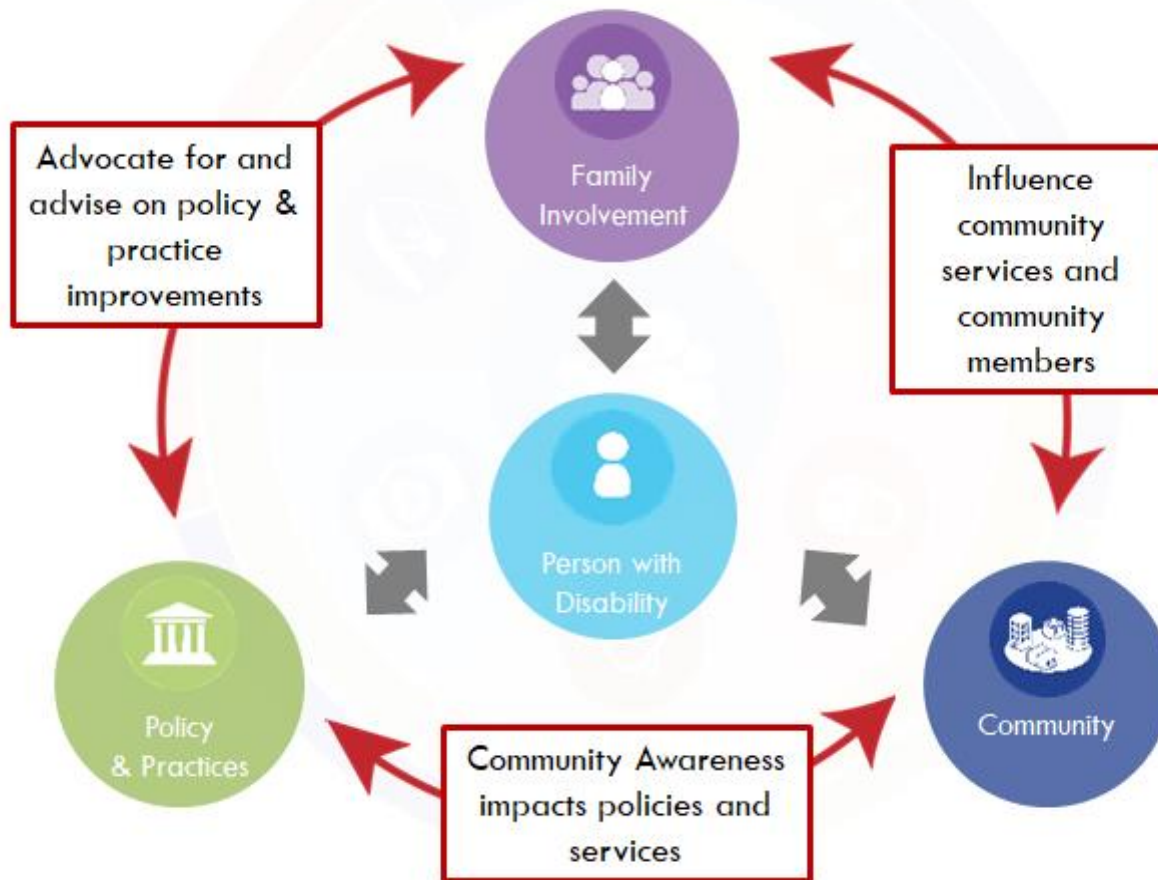 Family
Involvement
Advocate for and
advise on policy &
practice
improvements
Influence
community
services and
community
members
Person with
Disability
Policy
& Practices
Community
Community Awareness
impacts policies and
services